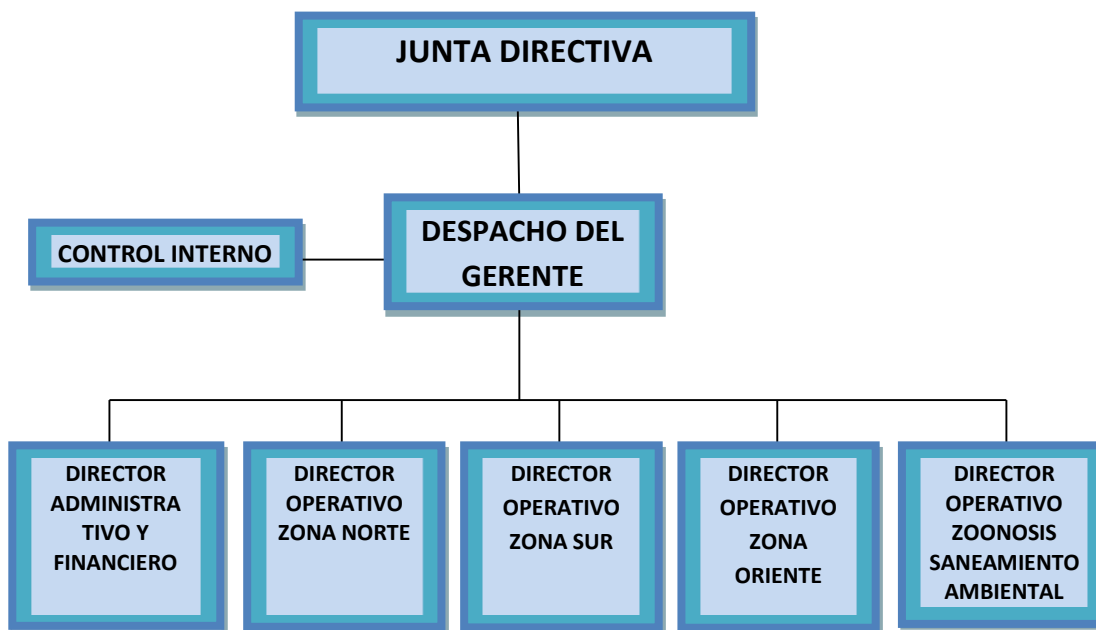 JUNTA DIRECTIVA
DESPACHO DEL
GERENTE
CONTROL INTERNO
DIRECTOR
ADMINISTRA
TIVO Y
FINANCIERO
DIRECTOR
OPERATIVO
ZONA NORTE
DIRECTOR
OPERATIVO
ZONA SUR
DIRECTOR
OPERATIVO
ZONA
ORIENTE
DIRECTOR
OPERATIVO
ZOONOSIS
SANEAMIENTO
AMBIENTAL